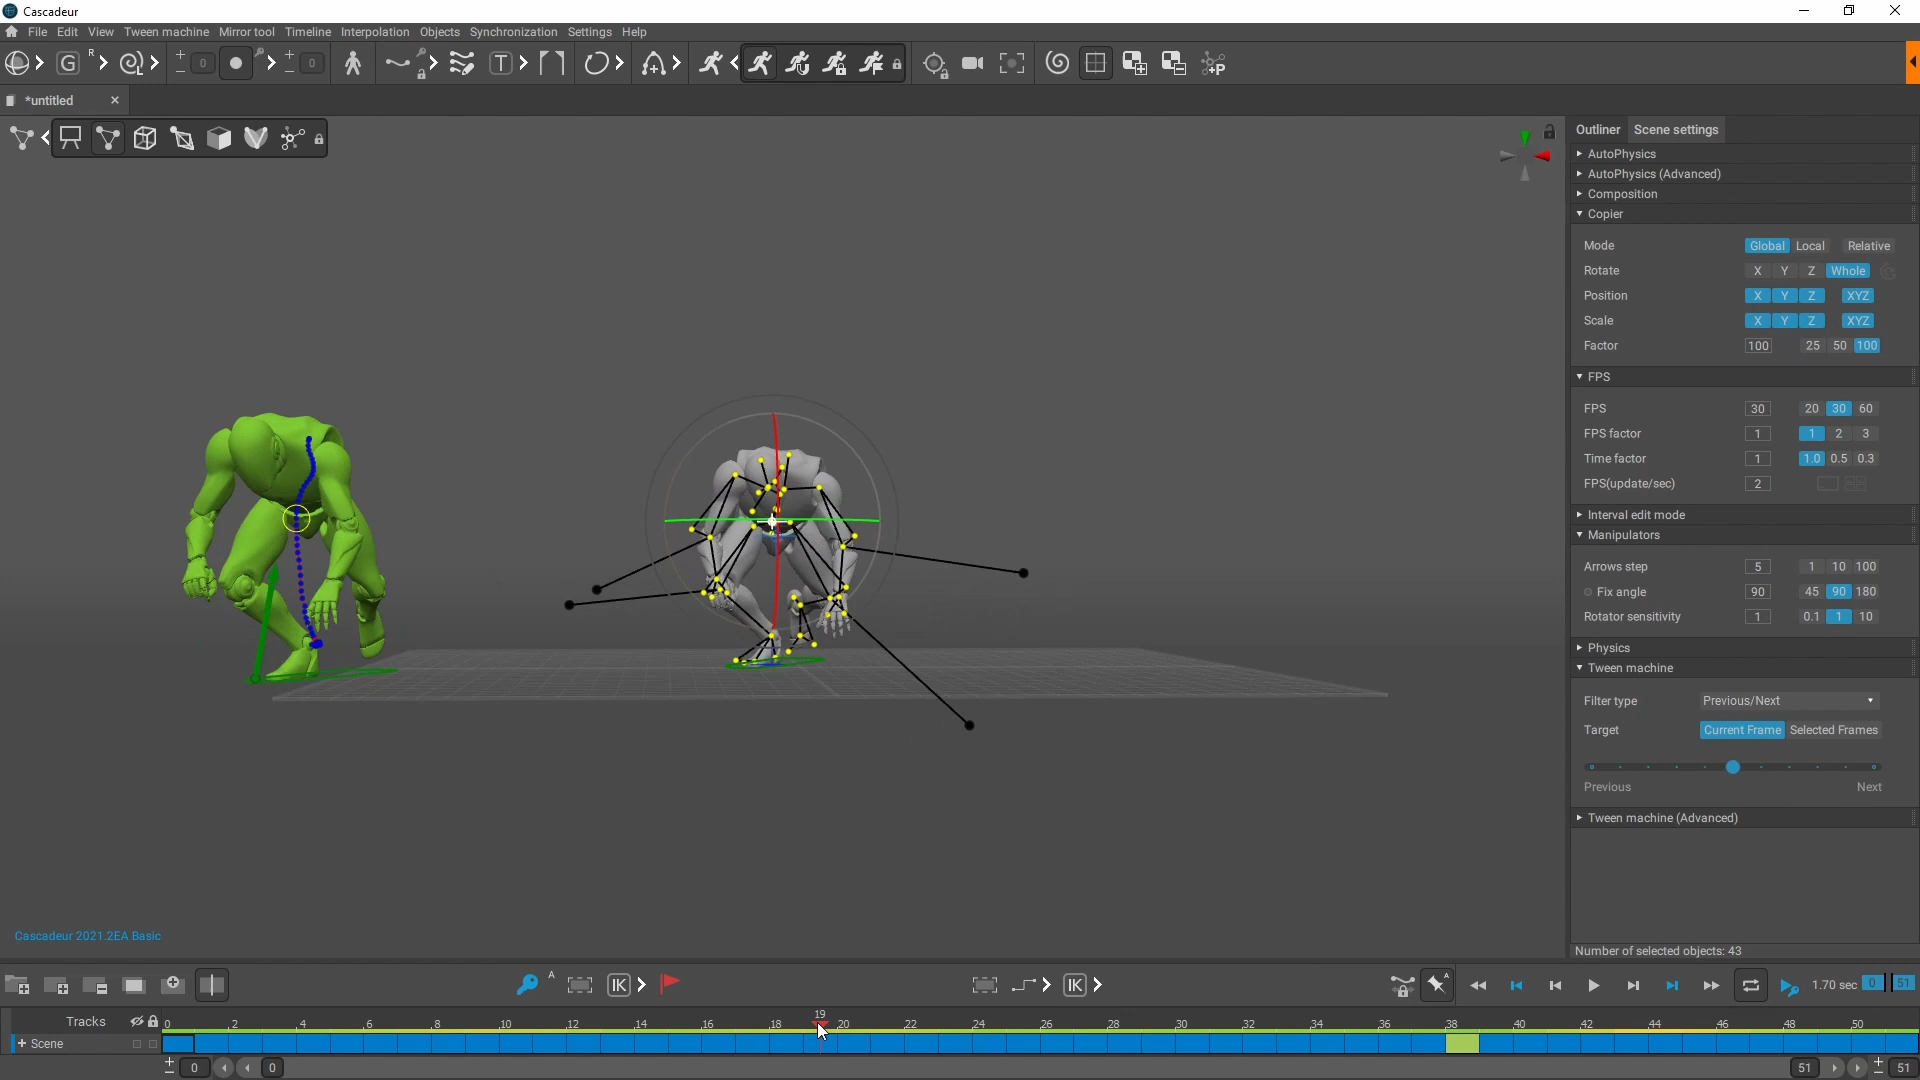 Cascadeur
File Edit View Tween machine Mirror tool Timeline Interpolation Objects Synchronization Settings Help
G R L 0 0 T P
*untitled
Outliner Scene settings
AutoPhysics
AutoPhysics (Advanced)
Composition
Copier
Mode Global Local Relative
Rotate X Y Z Whole
Position X Y Z XYZ
Scale X Y Z XYZ
Factor 100 25 50 100
FPS
FPS 30 20 30 60
FPS factor 1 1 2 3
Time factor 1 1.0 0.5 0.3
FPS(update/sec) 2
Interval edit mode
Manipulators
Arrows step 5 1 10 100
Fix angle 90 45 90 180
Rotator sensitivity 1 0.1 1 10
Physics
Tween machine
Filter type Previous/Next
Target Current Frame Selected Frames
Previous Next
Tween machine (Advanced)
Cascadeur 2021.2EA Basic
Number of selected objects: 43
A IK IK A 1.70 sec 0 51
19
Tracks 0 2 4 6 8 10 12 14 16 18 20 22 24 26 28 30 32 34 36 38 40 42 44 46 48 50
+ Scene
0 0 51 51